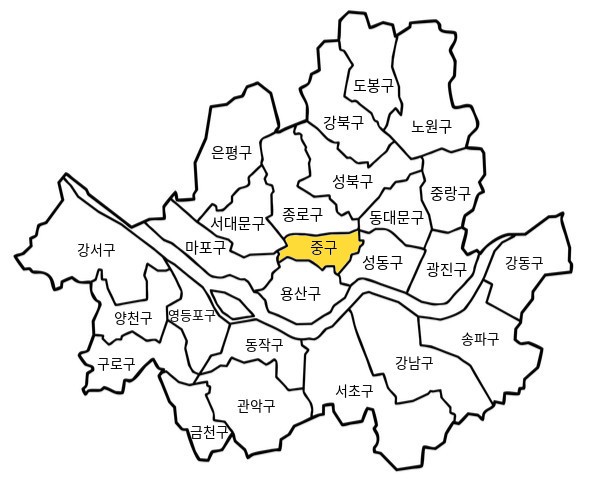 도봉구
강북구
노원구
은평구
성북구
중랑구
종로구
동대문구
서대문구
마포구
중구
강서구
성동구
광진구
강동구
용산구
양천구
영등포구
동작구
송파구
구로구
강남구
서초구
관악구
금천구